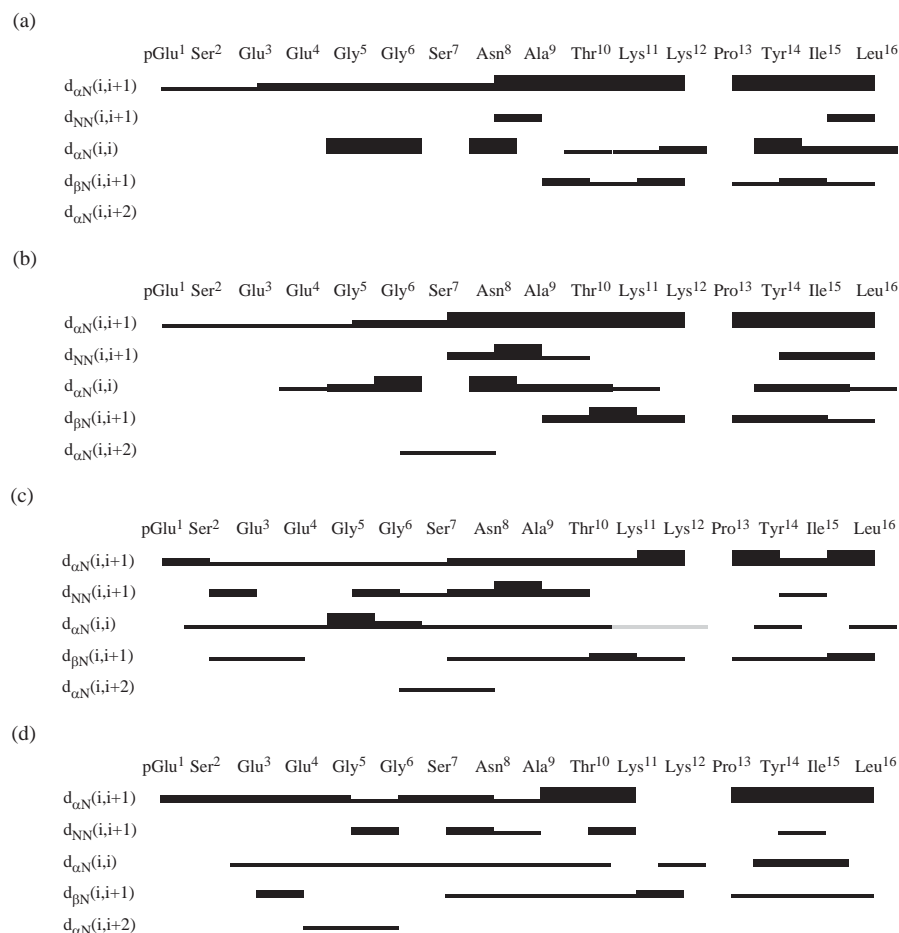 (a)
pGlu¹ Ser² Glu³ Glu⁴ Gly⁵ Gly⁶ Ser⁷ Asn⁸ Ala⁹ Thr¹⁰ Lys¹¹ Lys¹² Pro¹³ Tyr¹⁴ Ile¹⁵ Leu¹⁶
dαN(i,i+1)
dNN(i,i+1)
dαN(i,i)
dβN(i,i+1)
dαN(i,i+2)
(b)
pGlu¹ Ser² Glu³ Glu⁴ Gly⁵ Gly⁶ Ser⁷ Asn⁸ Ala⁹ Thr¹⁰ Lys¹¹ Lys¹² Pro¹³ Tyr¹⁴ Ile¹⁵ Leu¹⁶
dαN(i,i+1)
dNN(i,i+1)
dαN(i,i)
dβN(i,i+1)
dαN(i,i+2)
(c)
pGlu¹ Ser² Glu³ Glu⁴ Gly⁵ Gly⁶ Ser⁷ Asn⁸ Ala⁹ Thr¹⁰ Lys¹¹ Lys¹² Pro¹³ Tyr¹⁴ Ile¹⁵ Leu¹⁶
dαN(i,i+1)
dNN(i,i+1)
dαN(i,i)
dβN(i,i+1)
dαN(i,i+2)
(d)
pGlu¹ Ser² Glu³ Glu⁴ Gly⁵ Gly⁶ Ser⁷ Asn⁸ Ala⁹ Thr¹⁰ Lys¹¹ Lys¹² Pro¹³ Tyr¹⁴ Ile¹⁵ Leu¹⁶
dαN(i,i+1)
dNN(i,i+1)
dαN(i,i)
dβN(i,i+1)
dαN(i,i+2)